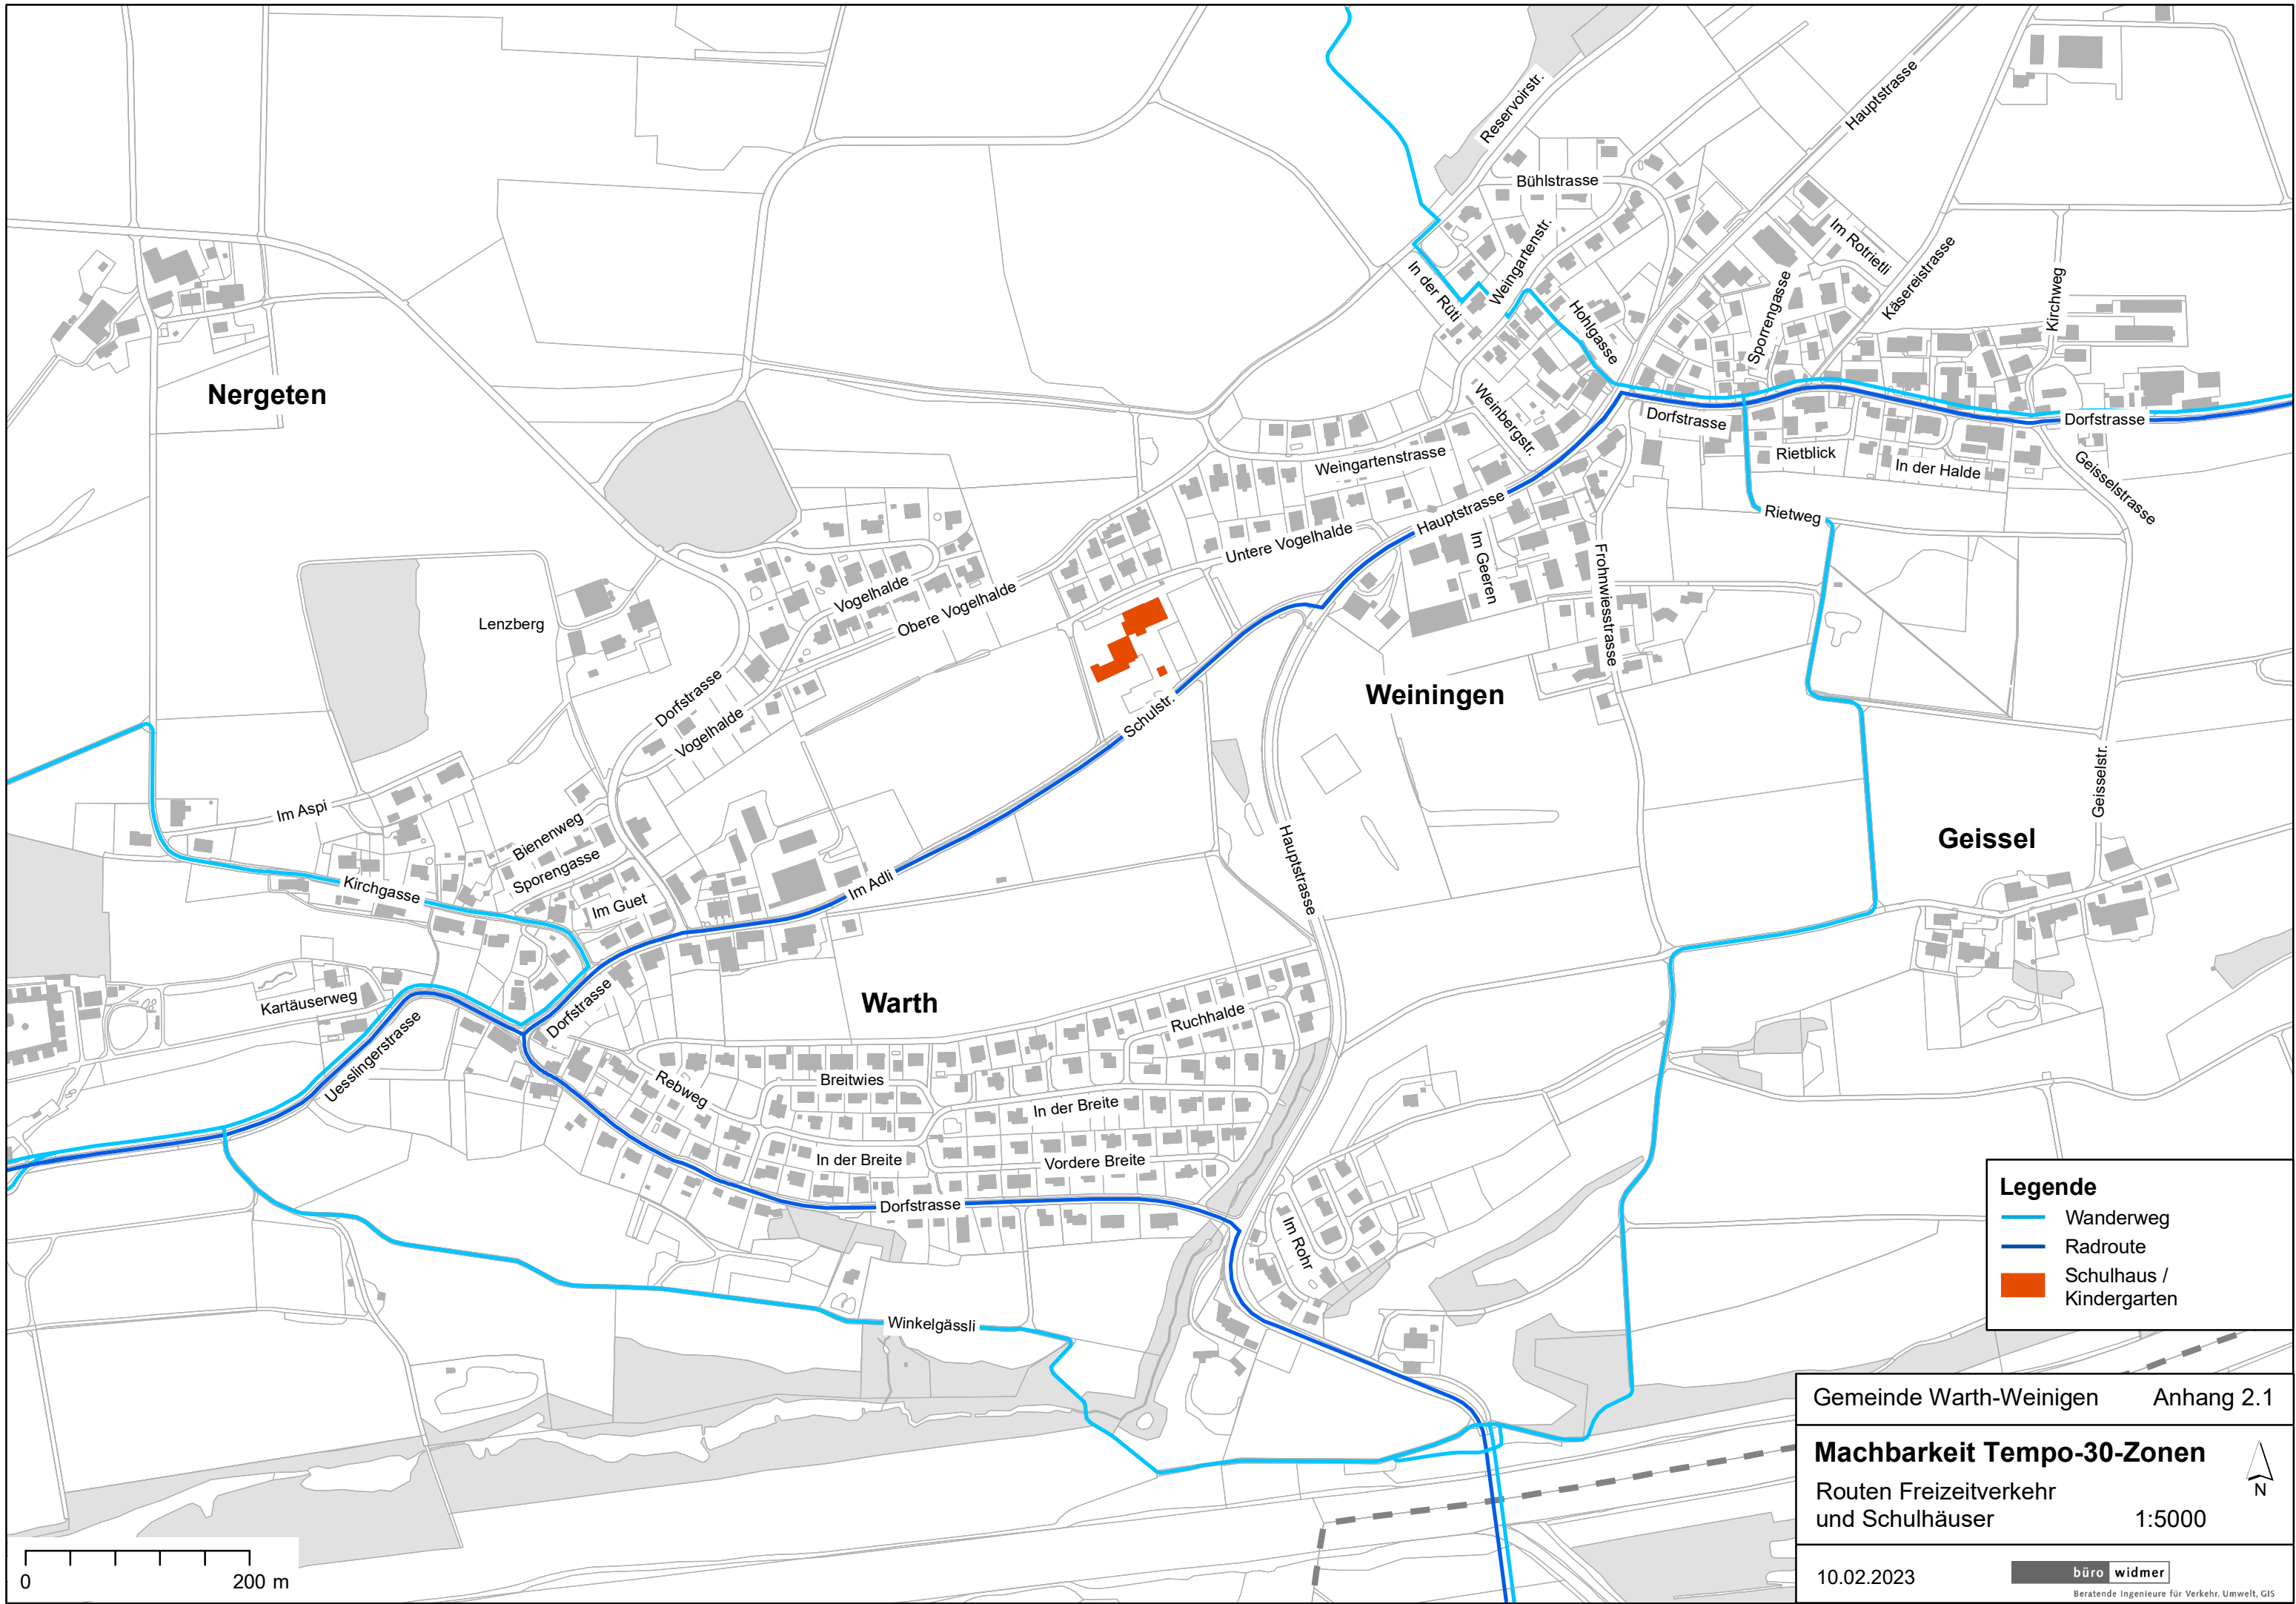 Reservoirstr.
Hauptstrasse
Bühlstrasse
Weingartenstr.
Im Rotrietli
In der Rüti
Hohlgasse
Sporrengasse
Käsereistrasse
Kirchweg
Nergeten
Weinbergstr.
Dorfstrasse
Dorfstrasse
Weingartenstrasse
Rietblick
In der Halde
Geisselstrasse
Hauptstrasse
Rietweg
Untere Vogelhalde
Im Geeren
Frohnwiesstrasse
Vogelhalde
Obere Vogelhalde
Lenzberg
Dorfstrasse
Vogelhalde
Schulstr.
Weiningen
Geisselstr.
Im Aspi
Bienenweg
Sporengasse
Hauptstrasse
Geissel
Kirchgasse
Im Guet
Im Adli
Kartäuserweg
Dorfstrasse
Warth
Ruchhalde
Uesslingerstrasse
Rebweg
Breitwies
In der Breite
In der Breite
Vordere Breite
Dorfstrasse
Im Rohr
Winkelgässli
Legende
Wanderweg
Radroute
Schulhaus /
Kindergarten
Gemeinde Warth-Weinigen Anhang 2.1
Machbarkeit Tempo-30-Zonen
Routen Freizeitverkehr
und Schulhäuser 1:5000
N
10.02.2023
büro widmer
Beratende Ingenieure für Verkehr, Umwelt, GIS
0 200 m